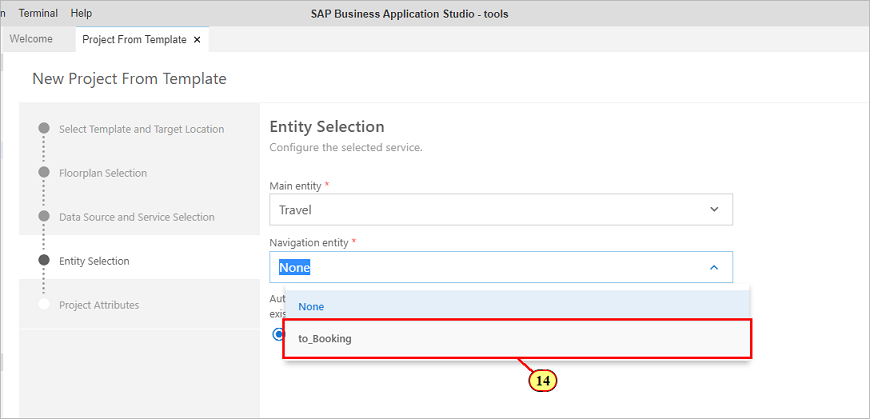 n Terminal Help SAP Business Application Studio - tools
Welcome Project From Template ×
New Project From Template
Select Template and Target Location
Floorplan Selection
Data Source and Service Selection
Entity Selection
Project Attributes
Entity Selection
Configure the selected service.
Main entity *
Travel
Navigation entity *
None
None
Aut
exis
to_Booking
14